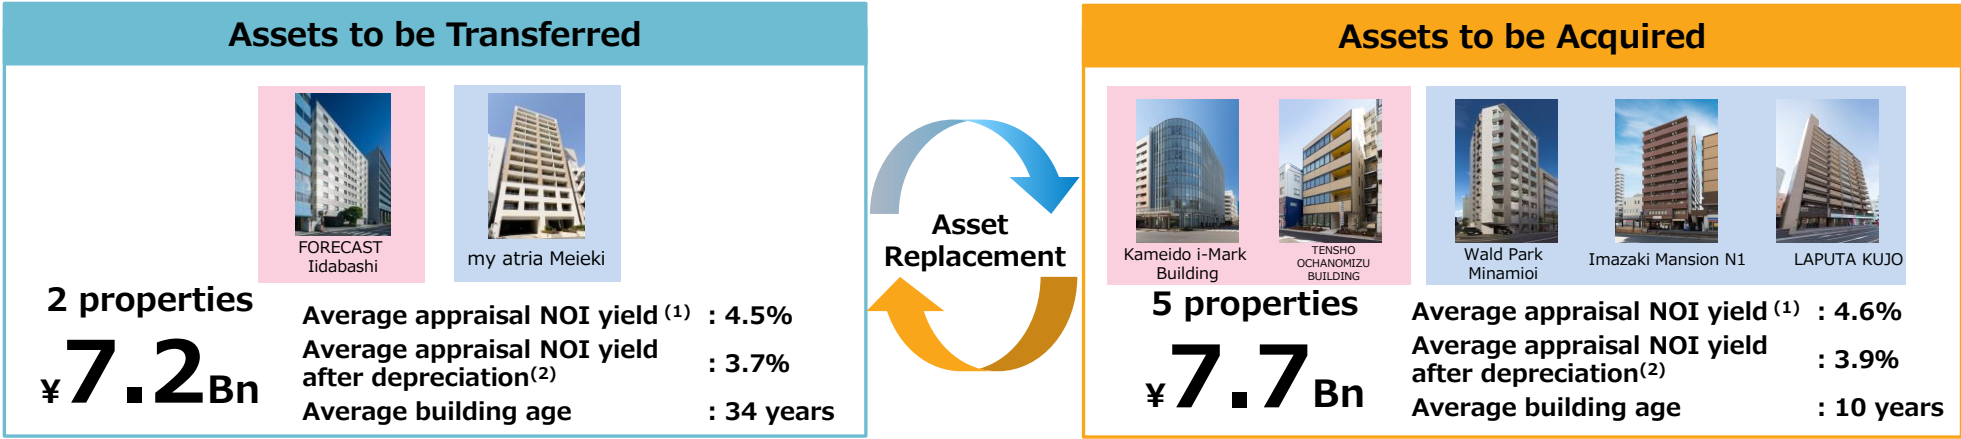 Assets to be Transferred
FORECAST
Iidabashi
my atria Meieki
2 properties
¥7.2Bn
Average appraisal NOI yield (1) : 4.5%
Average appraisal NOI yield
after depreciation(2) : 3.7%
Average building age : 34 years
Asset
Replacement
Assets to be Acquired
Kameido i-Mark
Building
TENSHO
OCHANOMIZU
BUILDING
Wald Park
Minamioi
Imazaki Mansion N1
LAPUTA KUJO
5 properties
¥7.7Bn
Average appraisal NOI yield (1) : 4.6%
Average appraisal NOI yield
after depreciation(2) : 3.9%
Average building age : 10 years